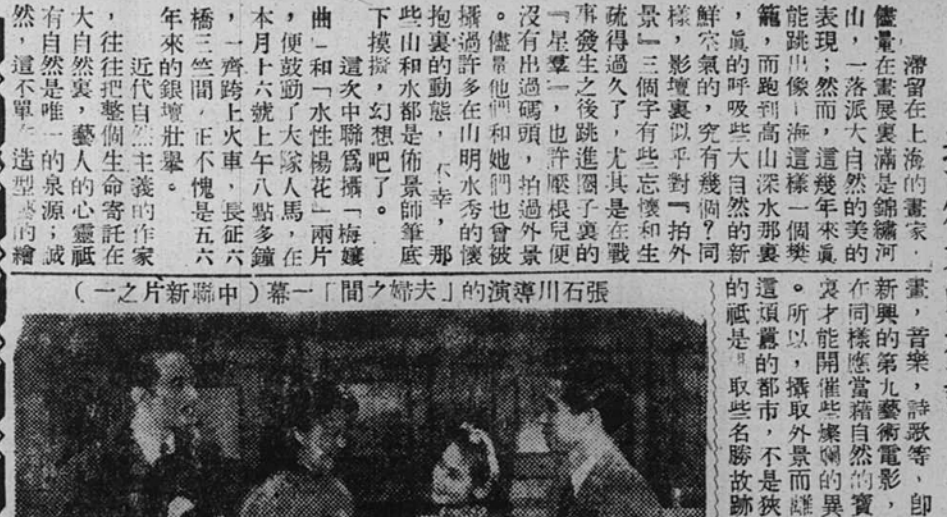 滯留在上海的畫家，
儘量在畫展裏滿是錦繡河
山，一落派大自然的美的
表現；然而，這幾年來眞
能跳出像上海這樣一個樊
籠，而跑到高山深水那裏
，眞的呼吸些大自然的新
鮮空氣的，究有幾個？同
樣，影壇裏似乎對『拍外
景』三個字有些忘懷和生
疏得過久了，尤其是在戰
事發生之後跳進圈子裏的
『星羣』，也許壓根兒便
沒有出過碼頭，拍過外景
。儘量他們和她們也曾被
攝過許多在山明水秀的懷
抱裏的動態，不幸，那
些山和水都是佈景師筆底
下摸擬，幻想吧了。
這次中聯爲攝「梅孃
曲」和「水性楊花」兩片
，便鼓動了大隊人馬，在
本月十六號上午八點多鐘
，一齊跨上火車，長征六
橋三竺間，正不愧是五六
年來的銀壇壯舉。
近代自然主義的作家
，往往把整個生命寄託在
大自然裏，藝人的心靈祗
有自然是唯一的泉源；誠
然，這不單在造型藝的繪
畫，音樂，詩歌等，卽
新興的第九藝術電影，
在同樣應當藉自然的寶
裏才能開催些燦爛的異
。所以，攝取外景而離
這頑囂的都市，不是狹
的祗是 取些名勝故跡
張石川導演的「夫婦之間」一幕（中聯新片之一）